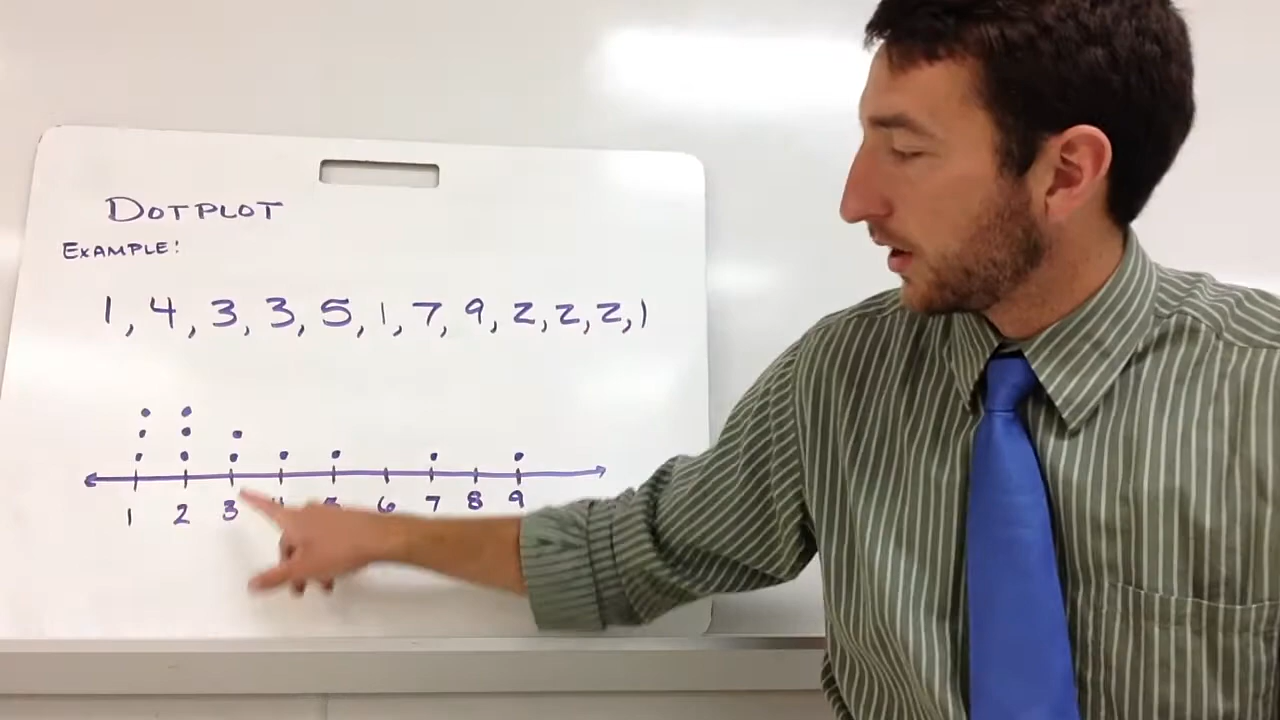 DOTPLOT
EXAMPLE!
1, 4, 3, 3, 5, 1, 7, 9, 2, 2, 2, 1
1 2 3 6 7 8 9